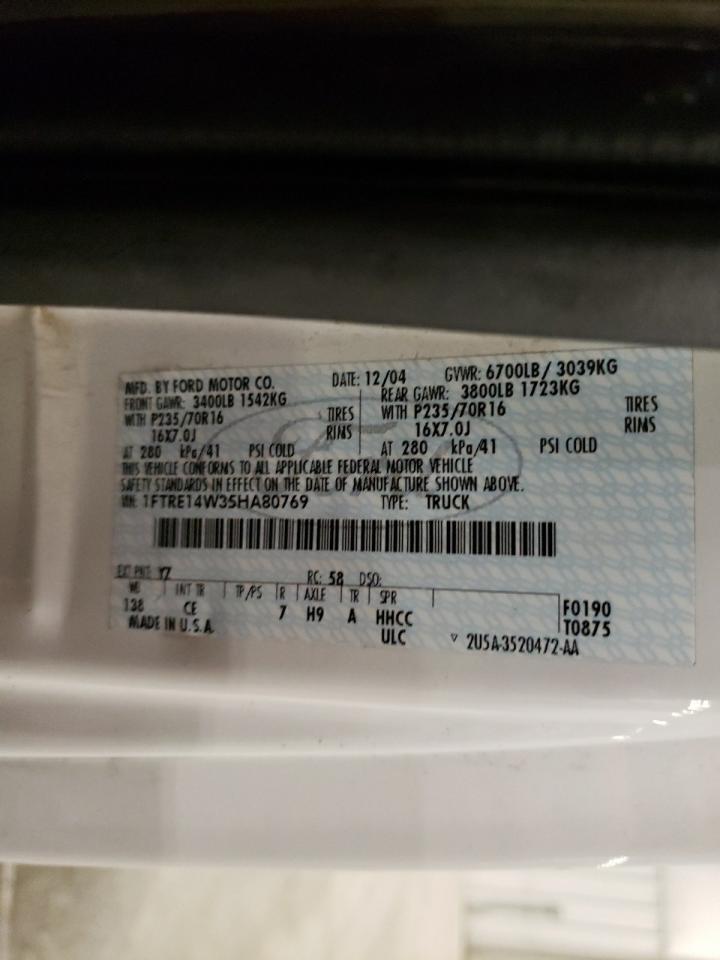 MFD. BY FORD MOTOR CO.
DATE: 12/04
GVWR: 6700LB / 3039KG
FRONT GAWR: 3400LB 1542KG
REAR GAWR: 3800LB 1723KG
WITH P235/70R16 TIRES
WITH P235/70R16 TIRES
16X7.0J RIMS
16X7.0J RIMS
AT 280 kPa/41 PSI COLD
AT 280 kPa/41 PSI COLD
THIS VEHICLE CONFORMS TO ALL APPLICABLE FEDERAL MOTOR VEHICLE
SAFETY STANDARDS IN EFFECT ON THE DATE OF MANUFACTURE SHOWN ABOVE.
VIN: 1FTRE14W35HA80769
TYPE: TRUCK
EXT PNT: YZ
RC: 58 DSO:
WB INT TR TP/PS R AXLE TR SPR
138 CE 7 H9 A HHCC
F0190
MADE IN U.S.A.
ULC
T0875
▽ 2U5A-3520472-AA